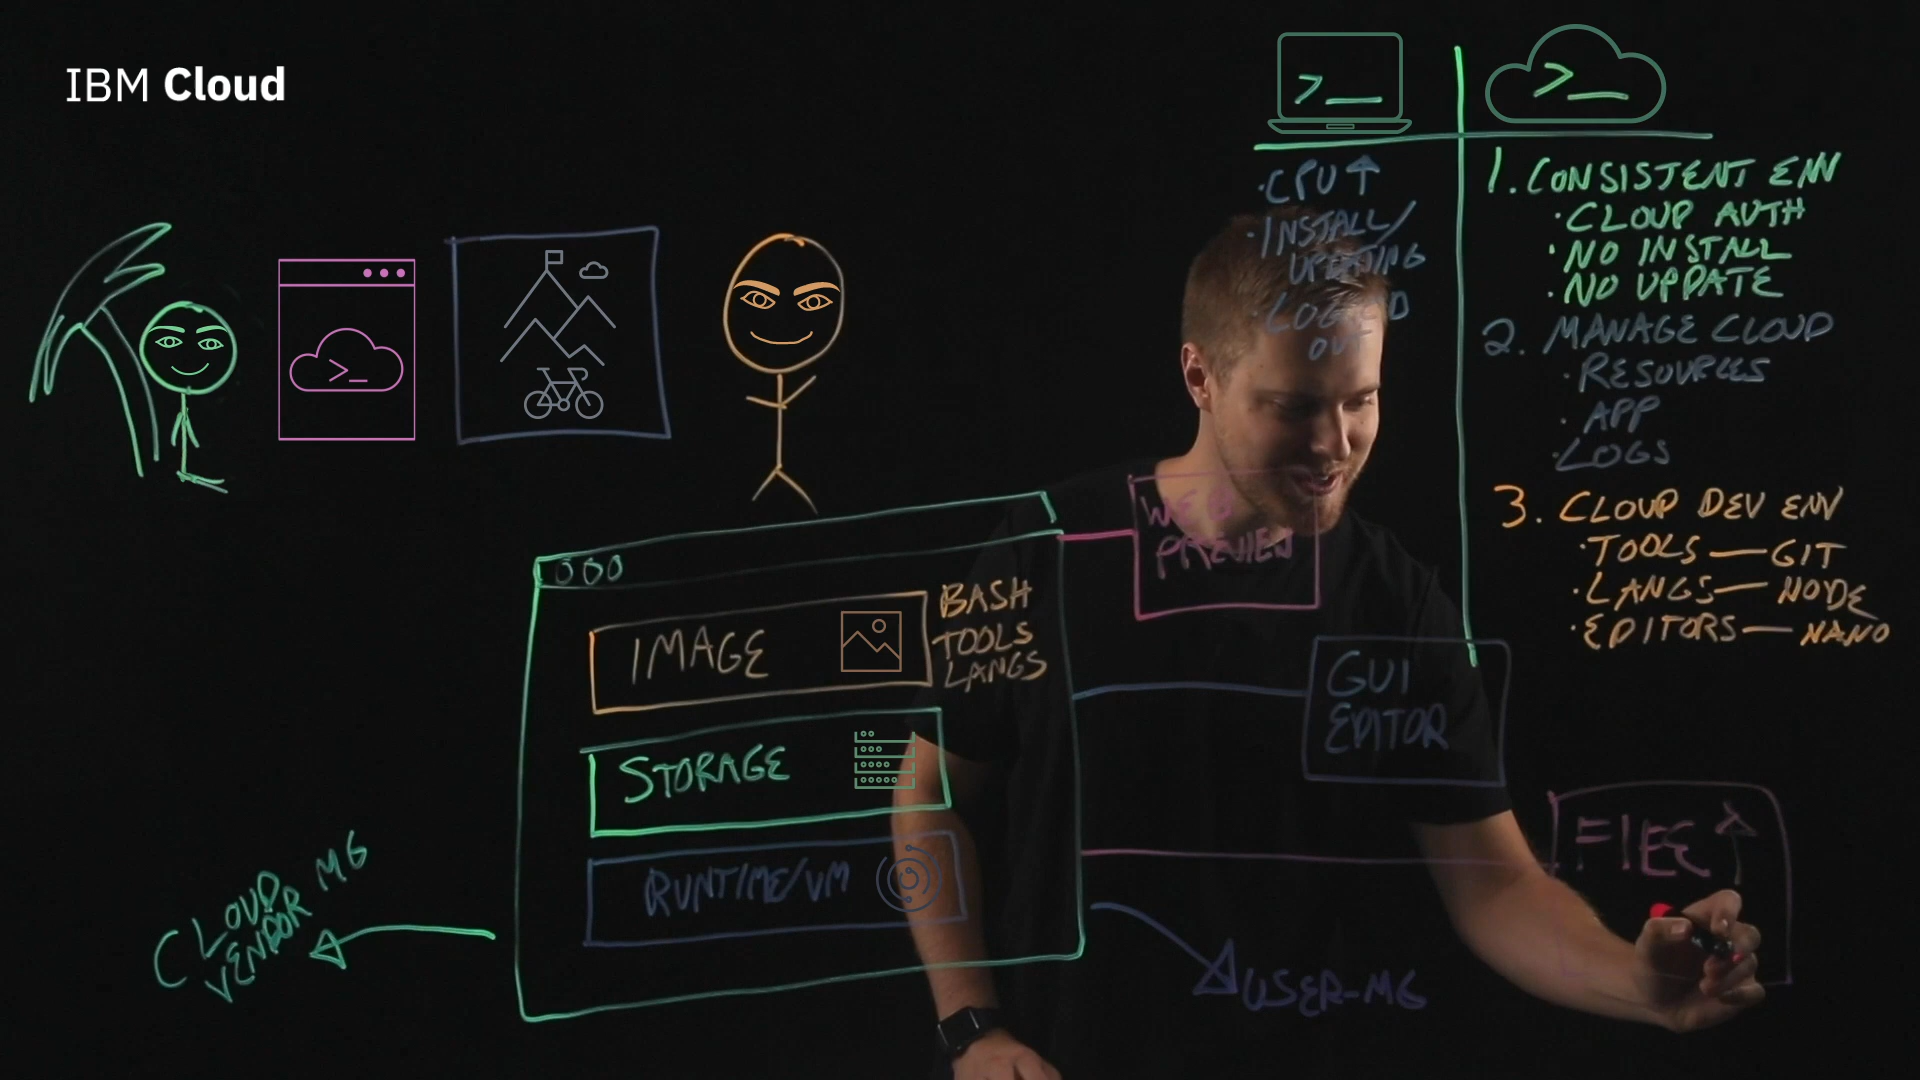 IBM Cloud
>_
>_
>_
· CPU ↑
· INSTALL/
UPDATING
· LOGGED
OUT
1. CONSISTENT ENV
· CLOUD AUTH
· NO INSTALL
· NO UPDATE
2. MANAGE CLOUD
· RESOURCES
· APP
· LOGS
3. CLOUD DEV ENV
· TOOLS — GIT
· LANGS — NODE
· EDITORS — NANO
WEB
PREVIEW
IMAGE
BASH
TOOLS
LANGS
GUI
EDITOR
STORAGE
FILE ↑
RUNTIME/VM
CLOUD
VENDOR MG
USER-MG